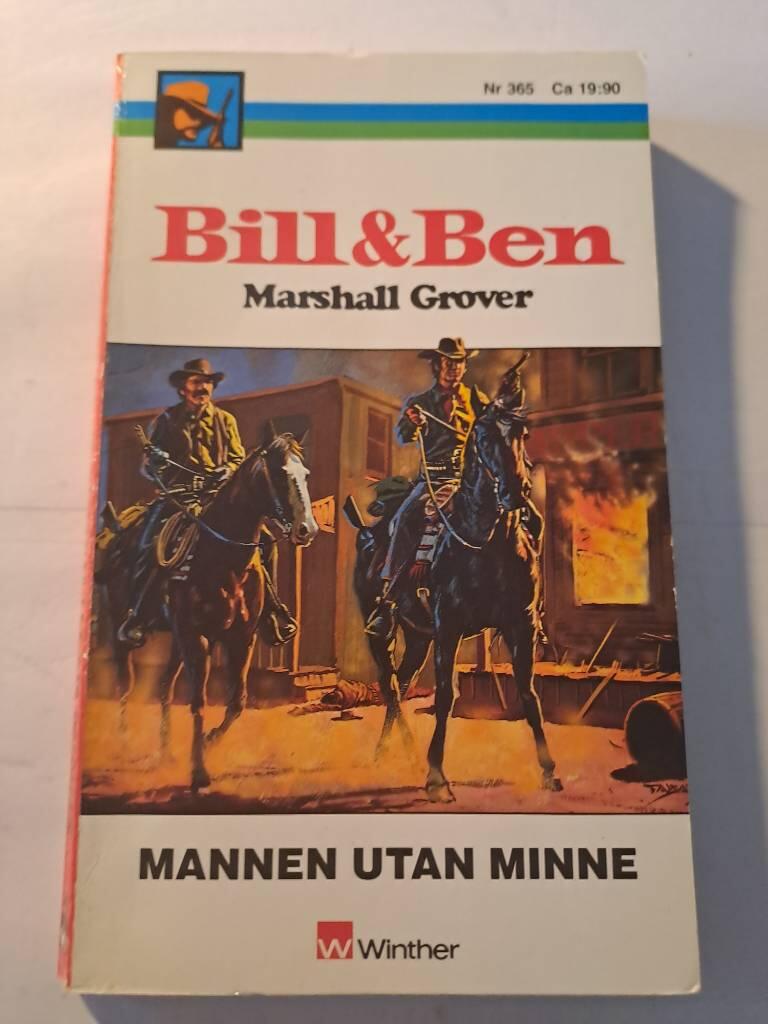 Nr 365 Ca 19:90
Bill&Ben
Marshall Grover
MANNEN UTAN MINNE
W Winther